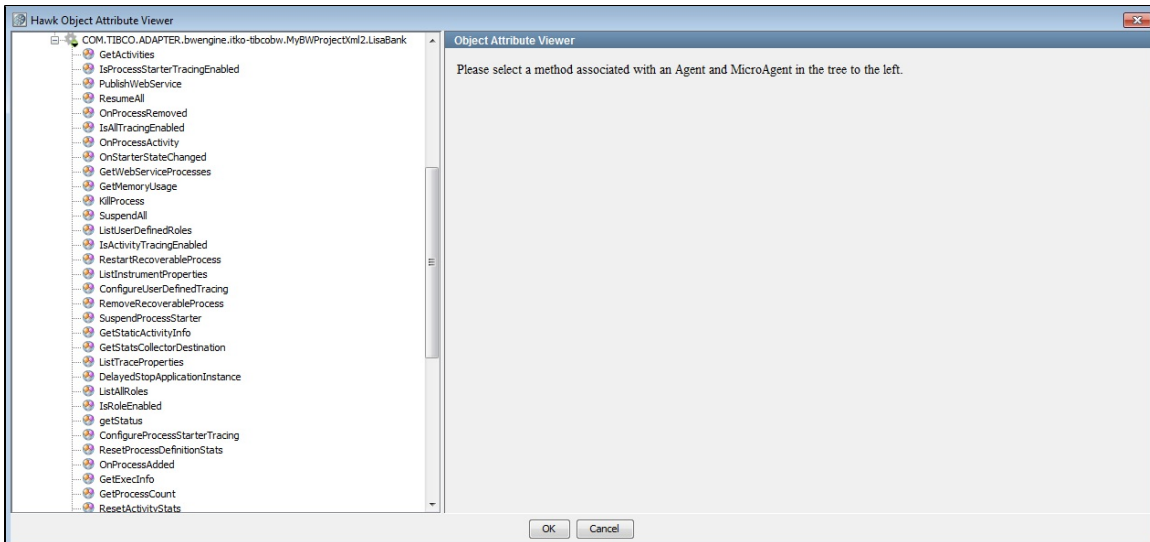 Hawk Object Attribute Viewer
COM.TIBCO.ADAPTER.bwengine.itko-tibcobw.MyBWProjectXml2.LisaBank
GetActivities
IsProcessStarterTracingEnabled
PublishWebService
ResumeAll
OnProcessRemoved
IsAllTracingEnabled
OnProcessActivity
OnStarterStateChanged
GetWebServiceProcesses
GetMemoryUsage
KillProcess
SuspendAll
ListUserDefinedRoles
IsActivityTracingEnabled
RestartRecoverableProcess
ListInstrumentProperties
ConfigureUserDefinedTracing
RemoveRecoverableProcess
SuspendProcessStarter
GetStaticActivityInfo
GetStatsCollectorDestination
ListTraceProperties
DelayedStopApplicationInstance
ListAllRoles
IsRoleEnabled
getStatus
ConfigureProcessStarterTracing
ResetProcessDefinitionStats
OnProcessAdded
GetExecInfo
GetProcessCount
ResetActivityStats
Object Attribute Viewer
Please select a method associated with an Agent and MicroAgent in the tree to the left.
OK Cancel